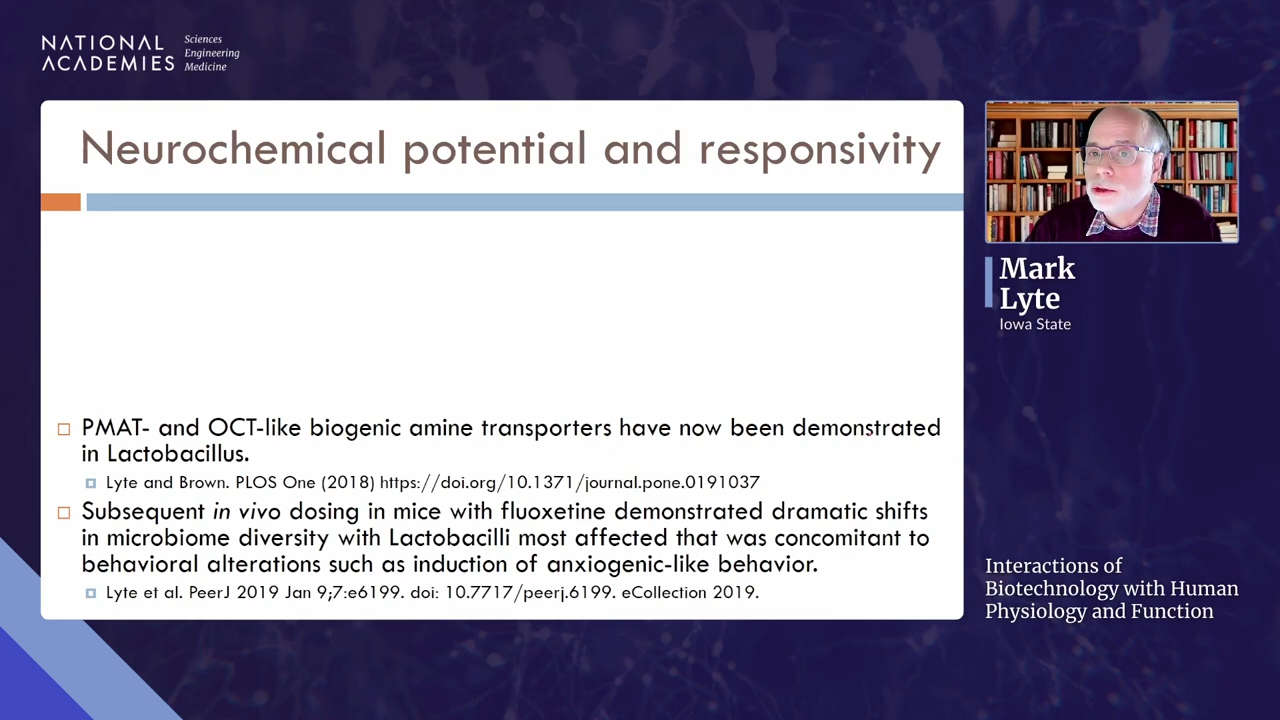 NATIONAL
ACADEMIES
Sciences
Engineering
Medicine
Neurochemical potential and responsivity
PMAT- and OCT-like biogenic amine transporters have now been demonstrated
in Lactobacillus.
Lyte and Brown. PLOS One (2018) https://doi.org/10.1371/journal.pone.0191037
Subsequent in vivo dosing in mice with fluoxetine demonstrated dramatic shifts
in microbiome diversity with Lactobacilli most affected that was concomitant to
behavioral alterations such as induction of anxiogenic-like behavior.
Lyte et al. PeerJ 2019 Jan 9;7:e6199. doi: 10.7717/peerj.6199. eCollection 2019.
Mark
Lyte
Iowa State
Interactions of
Biotechnology with Human
Physiology and Function